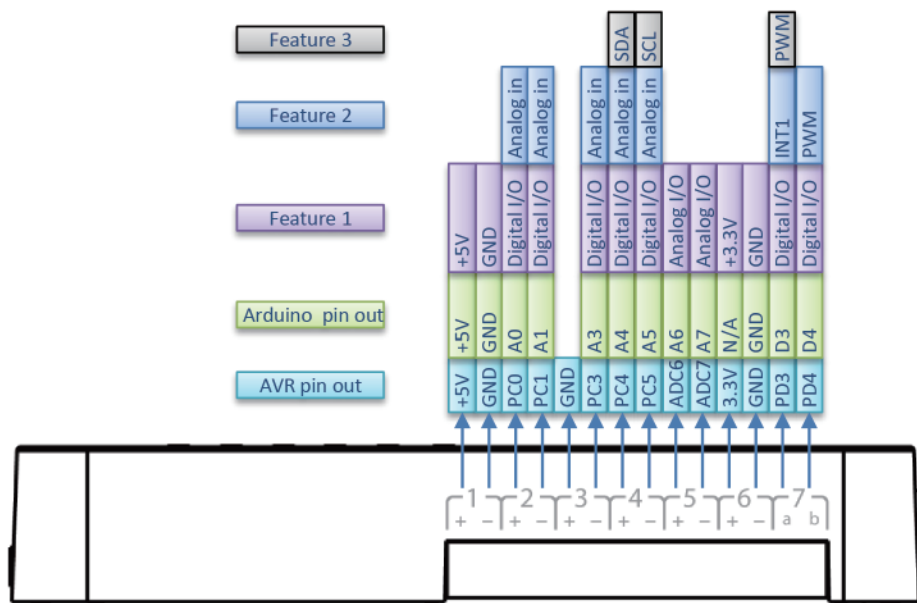 Feature 3
SDA SCL PWM
Feature 2
Analog in Analog in Analog in Analog in Analog in INT1 PWM
Feature 1
+5V GND Digital I/O Digital I/O Digital I/O Digital I/O Digital I/O Analog I/O Analog I/O +3.3V GND Digital I/O Digital I/O
Arduino pin out
+5V GND A0 A1 A3 A4 A5 A6 A7 N/A GND D3 D4
AVR pin out
+5V GND PC0 PC1 GND PC3 PC4 PC5 ADC6 ADC7 3.3V GND PD3 PD4
1 2 3 4 5 6 7
+ − + − + − + − + − + − a b